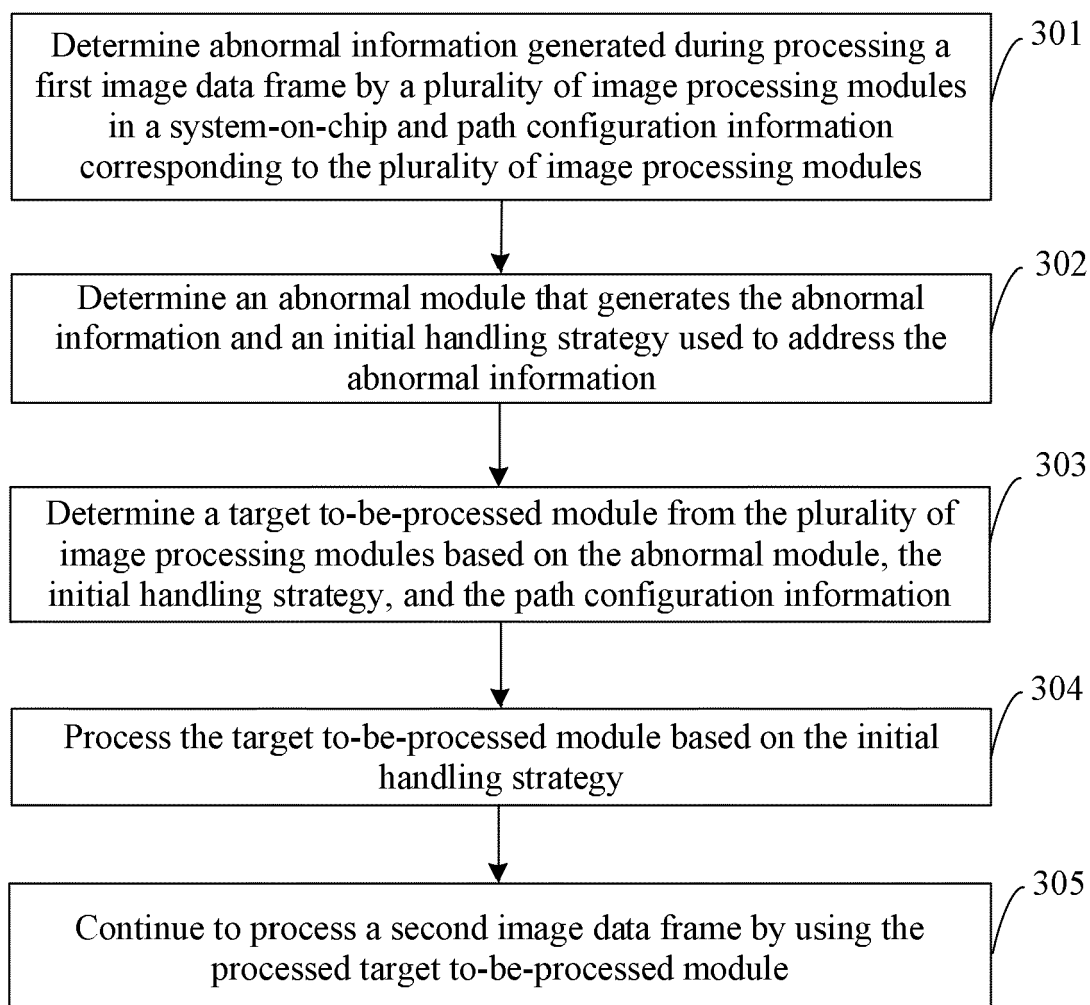 Determine abnormal information generated during processing a
first image data frame by a plurality of image processing modules
in a system-on-chip and path configuration information
corresponding to the plurality of image processing modules
301
Determine an abnormal module that generates the abnormal
information and an initial handling strategy used to address the
abnormal information
302
Determine a target to-be-processed module from the plurality of
image processing modules based on the abnormal module, the
initial handling strategy, and the path configuration information
303
Process the target to-be-processed module based on the initial
handling strategy
304
Continue to process a second image data frame by using the
processed target to-be-processed module
305